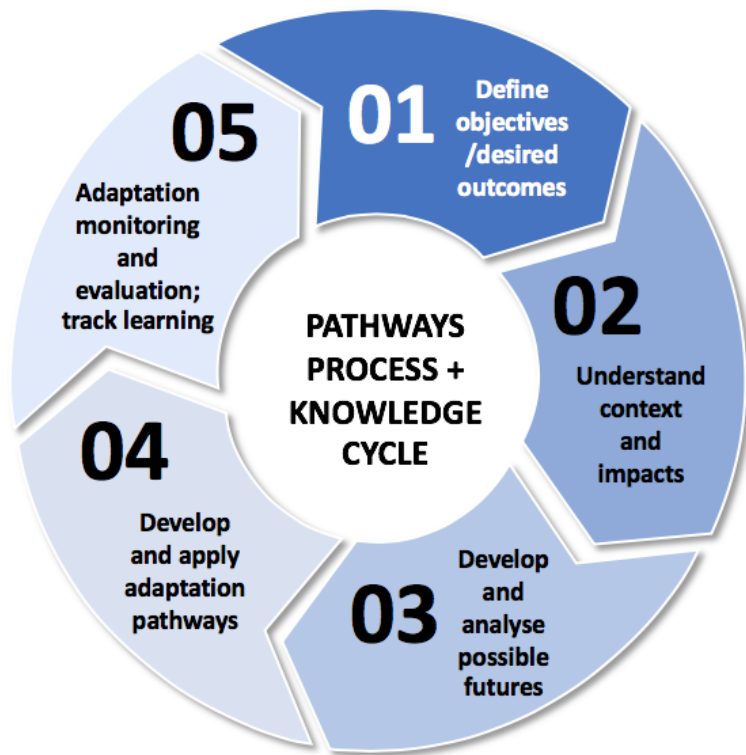 01
Define
objectives
/desired
outcomes
02
Understand
context
and
impacts
03
Develop
and
analyse
possible
futures
04
Develop
and apply
adaptation
pathways
05
Adaptation
monitoring
and
evaluation;
track learning
PATHWAYS
PROCESS +
KNOWLEDGE
CYCLE